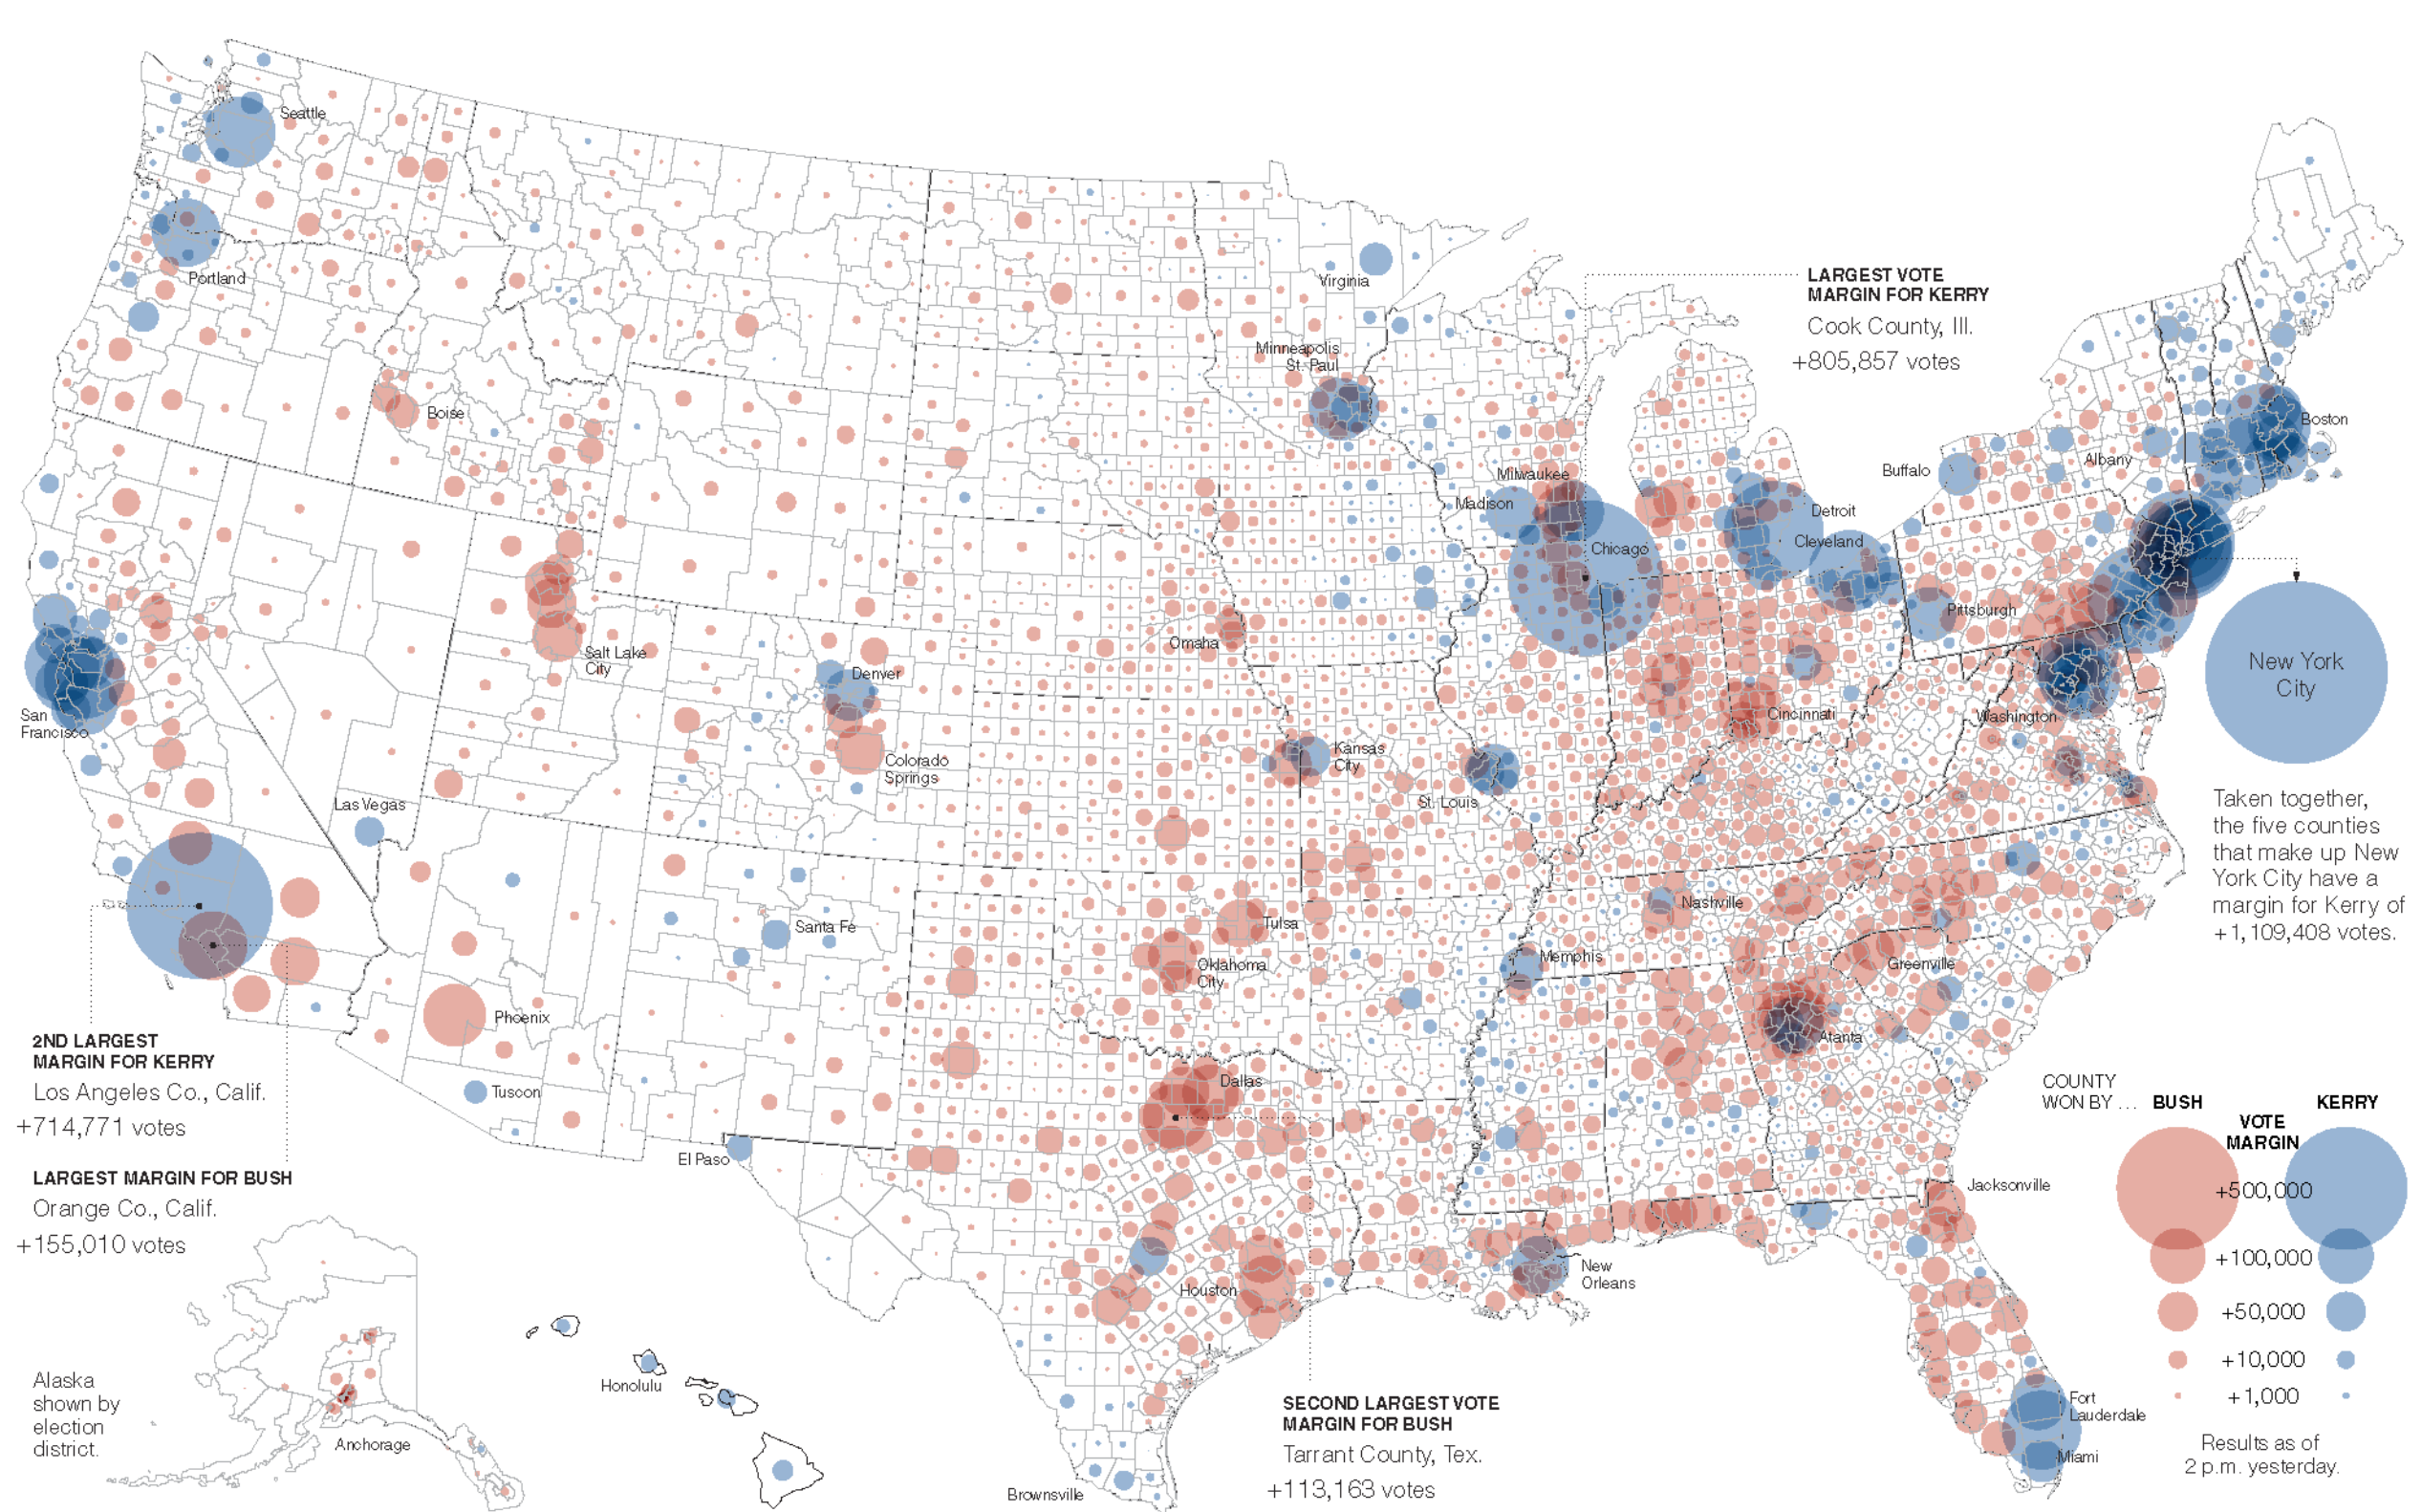 Seattle
Portland
Virginia
LARGEST VOTE
MARGIN FOR KERRY
Cook County, Ill.
+805,857 votes
Minneapolis
St. Paul
Boise
Boston
Buffalo
Albany
Milwaukee
Madison
Detroit
Chicago
Cleveland
Pittsburgh
Omaha
Salt Lake
City
Denver
New York
City
San
Francisco
Cincinnati
Washington
Colorado
Springs
Kansas
City
Las Vegas
St. Louis
Taken together,
the five counties
that make up New
York City have a
margin for Kerry of
+1,109,408 votes.
Nashville
Tulsa
Santa Fe
Oklahoma
City
Memphis
Greenville
Phoenix
Atlanta
2ND LARGEST
MARGIN FOR KERRY
Los Angeles Co., Calif.
+714,771 votes
Tuscon
Dallas
El Paso
LARGEST MARGIN FOR BUSH
Orange Co., Calif.
+155,010 votes
COUNTY
WON BY ... BUSH KERRY
VOTE
MARGIN
+500,000
+100,000
+50,000
+10,000
+1,000
Results as of
2 p.m. yesterday.
Jacksonville
New
Orleans
Houston
Alaska
shown by
election
district.
Anchorage
Honolulu
Brownsville
SECOND LARGEST VOTE
MARGIN FOR BUSH
Tarrant County, Tex.
+113,163 votes
Fort
Lauderdale
Miami